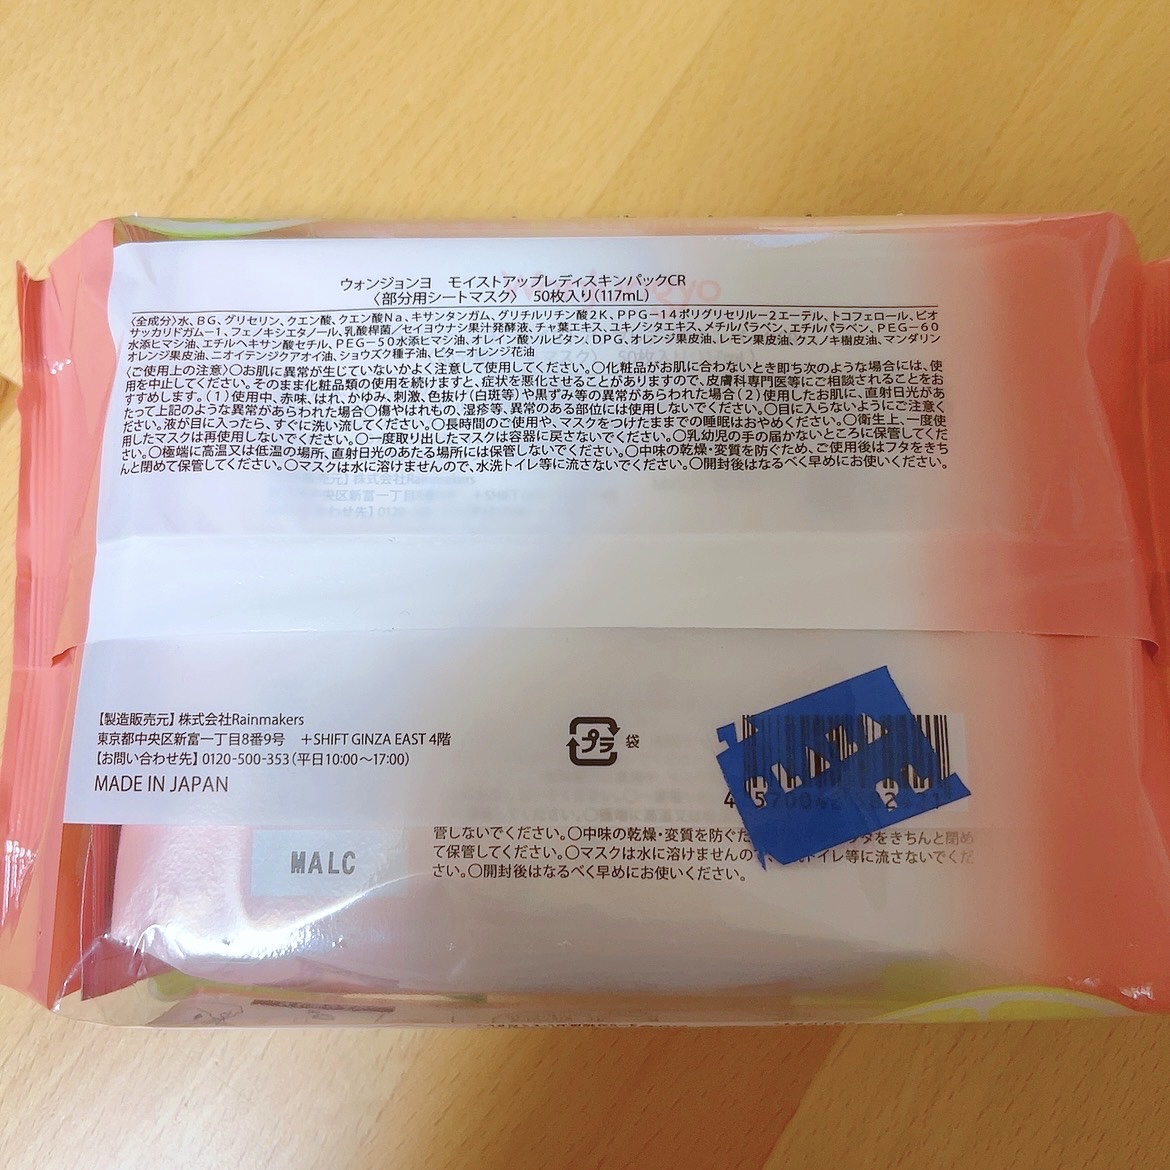 ウォンジョンヨ モイストアップレディスキンパックCR
〈部分用シートマスク〉 50枚入り(117mL)
〈全成分〉水、BG、グリセリン、クエン酸、クエン酸Na、キサンタンガム、グリチルリチン酸2K、PPG-14ポリグリセリル-2エーテル、トコフェロール、ビオ
サッカリドガム-1、フェノキシエタノール、乳酸桿菌／セイヨウナシ果汁発酵液、チャ葉エキス、ユキノシタエキス、メチルパラベン、エチルパラベン、PEG-60
水添ヒマシ油、エチルヘキサン酸セチル、PEG-50水添ヒマシ油、オレイン酸ソルビタン、DPG、オレンジ果皮油、レモン果皮油、クスノキ樹皮油、マンダリン
オレンジ果皮油、ニオイテンジクアオイ油、ショウズク種子油、ビターオレンジ花油
〈ご使用上の注意〉〇お肌に異常が生じていないかよく注意して使用してください。〇化粧品がお肌に合わないとき即ち次のような場合には、使
用を中止してください。そのまま化粧品類の使用を続けますと、症状を悪化させることがありますので、皮膚科専門医等にご相談されることをお
すすめします。(1)使用中、赤味、はれ、かゆみ、刺激、色抜け(白斑等)や黒ずみ等の異常があらわれた場合(2)使用したお肌に、直射日光があ
たって上記のような異常があらわれた場合〇傷やはれもの、湿疹等、異常のある部位には使用しないでください。〇目に入らないようにご注意く
ださい。液が目に入ったら、すぐに洗い流してください。〇長時間のご使用や、マスクをつけたままでの睡眠はおやめください。〇衛生上、一度使
用したマスクは再使用しないでください。〇一度取り出したマスクは容器に戻さないでください。〇乳幼児の手の届かないところに保管してくだ
さい。〇極端に高温又は低温の場所、直射日光のあたる場所には保管しないでください。〇中味の乾燥・変質を防ぐため、ご使用後はフタをきち
んと閉めて保管してください。〇マスクは水に溶けませんので、水洗トイレ等に流さないでください。〇開封後はなるべく早めにお使いください。
【製造販売元】株式会社Rainmakers
東京都中央区新富一丁目8番9号 +SHIFT GINZA EAST 4階
【お問い合わせ先】0120-500-353(平日10:00〜17:00)
MADE IN JAPAN
プラ 袋
管しないでください。〇中味の乾燥・変質を防ぐた タをきちんと閉め
て保管してください。〇マスクは水に溶けませんの トイレ等に流さないでくだ
さい。〇開封後はなるべく早めにお使いください。
MALC